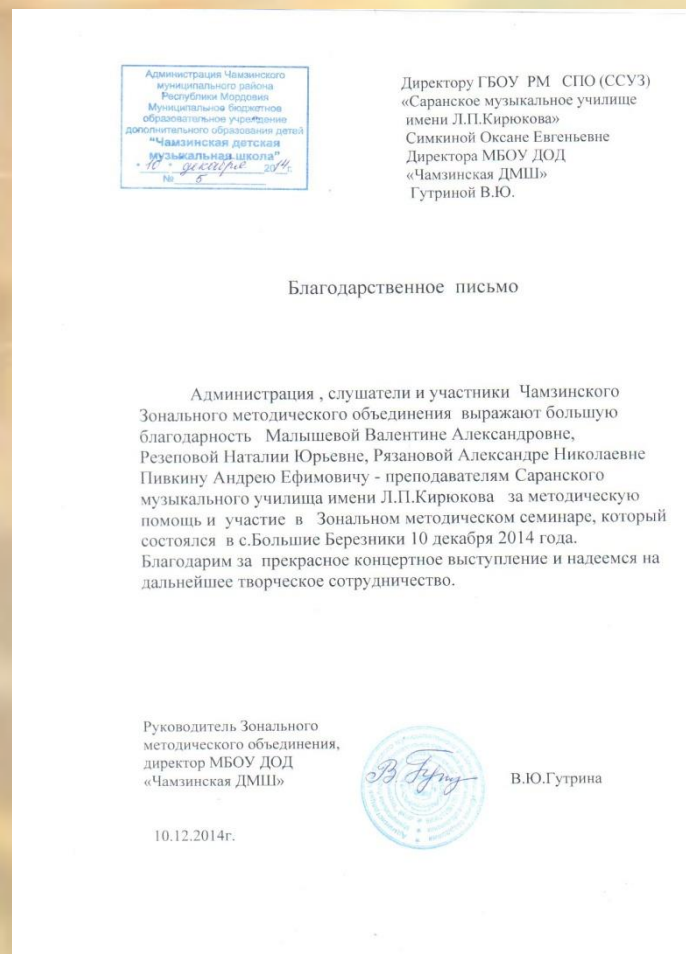 Администрация Чамзинского
муниципального района
Республики Мордовия
Муниципальное бюджетное
образовательное учреждение
дополнительного образования детей
"Чамзинская детская
музыкальная школа"
"10" декабря 2014г.
№ 5
Директору ГБОУ РМ СПО (ССУЗ)
«Саранское музыкальное училище
имени Л.П.Кирюкова»
Симкиной Оксане Евгеньевне
Директора МБОУ ДОД
«Чамзинская ДМШ»
Гутриной В.Ю.
Благодарственное письмо
Администрация , слушатели и участники Чамзинского
Зонального методического объединения выражают большую
благодарность Малышевой Валентине Александровне,
Резеповой Наталии Юрьевне, Рязановой Александре Николаевне
Пивкину Андрею Ефимовичу - преподавателям Саранского
музыкального училища имени Л.П.Кирюкова за методическую
помощь и участие в Зональном методическом семинаре, который
состоялся в с.Большие Березники 10 декабря 2014 года.
Благодарим за прекрасное концертное выступление и надеемся на
дальнейшее творческое сотрудничество.
Руководитель Зонального
методического объединения,
директор МБОУ ДОД
«Чамзинская ДМШ»
В.Ю.Гутрина
10.12.2014г.